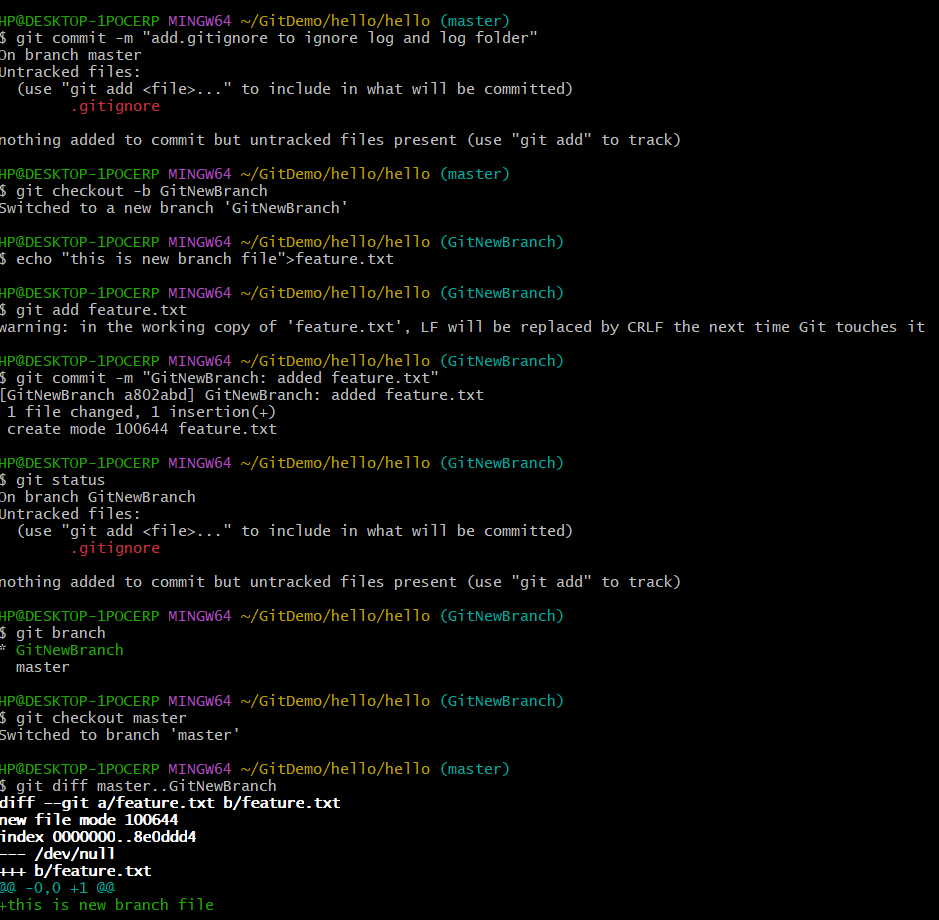 HP@DESKTOP-1POCERP MINGW64 ~/GitDemo/hello/hello (master)
$ git commit -m "add.gitignore to ignore log and log folder"
On branch master
Untracked files:
  (use "git add <file>..." to include in what will be committed)
        .gitignore

nothing added to commit but untracked files present (use "git add" to track)

HP@DESKTOP-1POCERP MINGW64 ~/GitDemo/hello/hello (master)
$ git checkout -b GitNewBranch
Switched to a new branch 'GitNewBranch'

HP@DESKTOP-1POCERP MINGW64 ~/GitDemo/hello/hello (GitNewBranch)
$ echo "this is new branch file">feature.txt

HP@DESKTOP-1POCERP MINGW64 ~/GitDemo/hello/hello (GitNewBranch)
$ git add feature.txt
warning: in the working copy of 'feature.txt', LF will be replaced by CRLF the next time Git touches it

HP@DESKTOP-1POCERP MINGW64 ~/GitDemo/hello/hello (GitNewBranch)
$ git commit -m "GitNewBranch: added feature.txt"
[GitNewBranch a802abd] GitNewBranch: added feature.txt
 1 file changed, 1 insertion(+)
 create mode 100644 feature.txt

HP@DESKTOP-1POCERP MINGW64 ~/GitDemo/hello/hello (GitNewBranch)
$ git status
On branch GitNewBranch
Untracked files:
  (use "git add <file>..." to include in what will be committed)
        .gitignore

nothing added to commit but untracked files present (use "git add" to track)

HP@DESKTOP-1POCERP MINGW64 ~/GitDemo/hello/hello (GitNewBranch)
$ git branch
* GitNewBranch
  master

HP@DESKTOP-1POCERP MINGW64 ~/GitDemo/hello/hello (GitNewBranch)
$ git checkout master
Switched to branch 'master'

HP@DESKTOP-1POCERP MINGW64 ~/GitDemo/hello/hello (master)
$ git diff master..GitNewBranch
diff --git a/feature.txt b/feature.txt
new file mode 100644
index 0000000..8e0ddd4
--- /dev/null
+++ b/feature.txt
@@ -0,0 +1 @@
+this is new branch file